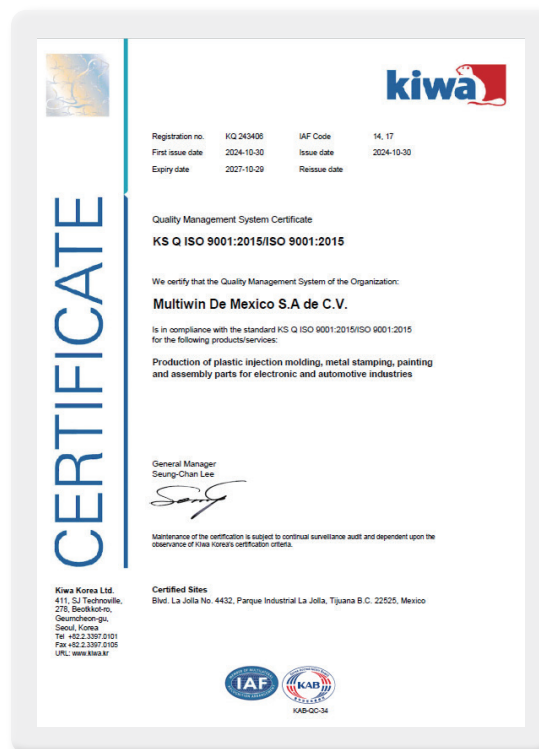 kiwa
Registration no. KQ 243406 IAF Code 14, 17
First issue date 2024-10-30 Issue date 2024-10-30
Expiry date 2027-10-29 Reissue date
CERTIFICATE
Quality Management System Certificate
KS Q ISO 9001:2015/ISO 9001:2015
We certify that the Quality Management System of the Organization:
Multiwin De Mexico S.A de C.V.
Is in compliance with the standard KS Q ISO 9001:2015/ISO 9001:2015
for the following products/services:
Production of plastic injection molding, metal stamping, painting
and assembly parts for electronic and automotive industries
General Manager
Seung-Chan Lee
Maintenance of the certification is subject to continual surveillance audit and dependent upon the
observance of Kiwa Korea's certification criteria.
Kiwa Korea Ltd.
411, SJ Technoville,
278, Beotkkot-ro,
Geumcheon-gu,
Seoul, Korea
Tel +82.2.3397.0101
Fax +82.2.3397.0105
URL: www.kiwa.kr
Certified Sites
Blvd. La Jolla No. 4432, Parque Industrial La Jolla, Tijuana B.C. 22525, Mexico
IAF
KAB
KAB-QC-34